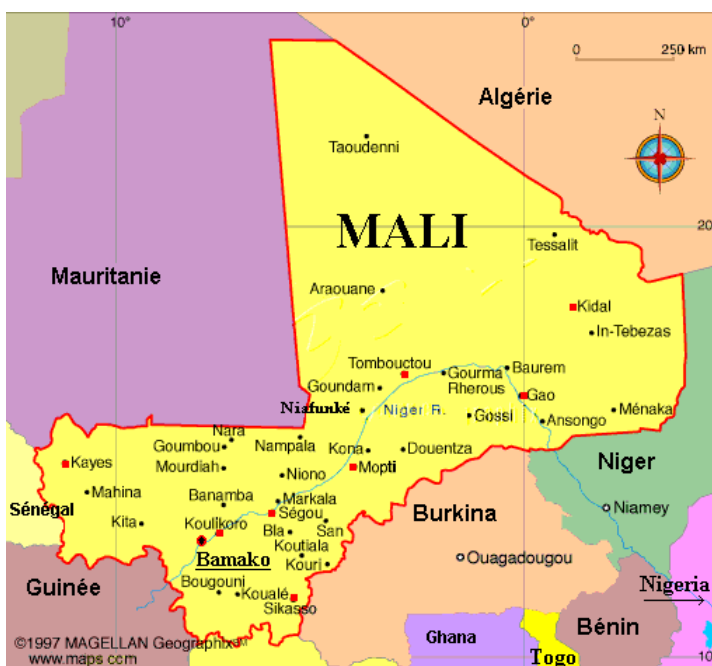 10°
0°
0 250 km
Algérie
N
Taoudenni
MALI
20
Tessalit
Mauritanie
Araouane
Kidal
In-Tebezas
Tombouctou
Baurem
Gourma
Rherous
Goundam
Gao
Niafunké
Niger R.
Gossi
Ansongo
Ménaka
Nara
Goumbou
Nampala
Kona
Douentza
Kayes
Mourdiah
Mopti
Niger
Niono
Mahina
Banamba
Markala
Sénégal
Ségou
Burkina
Niamey
Kita
Koulikoro
Bla
San
Bamako
Koutiala
Kouri
Ouagadougou
Guinée
Bougouni
Koualé
Sikasso
Nigeria
Bénin
Ghana
Togo
©1997 MAGELLAN Geographix℠
www.maps.com
10